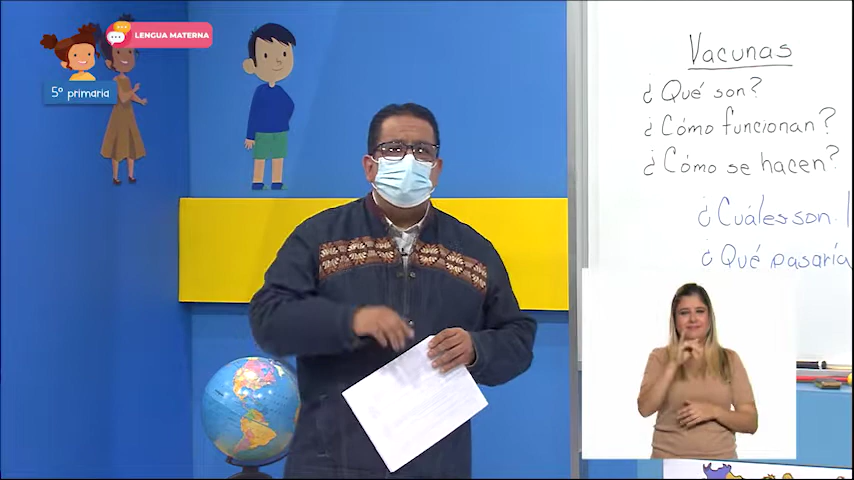 LENGUA MATERNA
5º primaria
Vacunas
¿Qué son?
¿Cómo funcionan?
¿Cómo se hacen?
¿Cuáles son
¿Qué pasaría